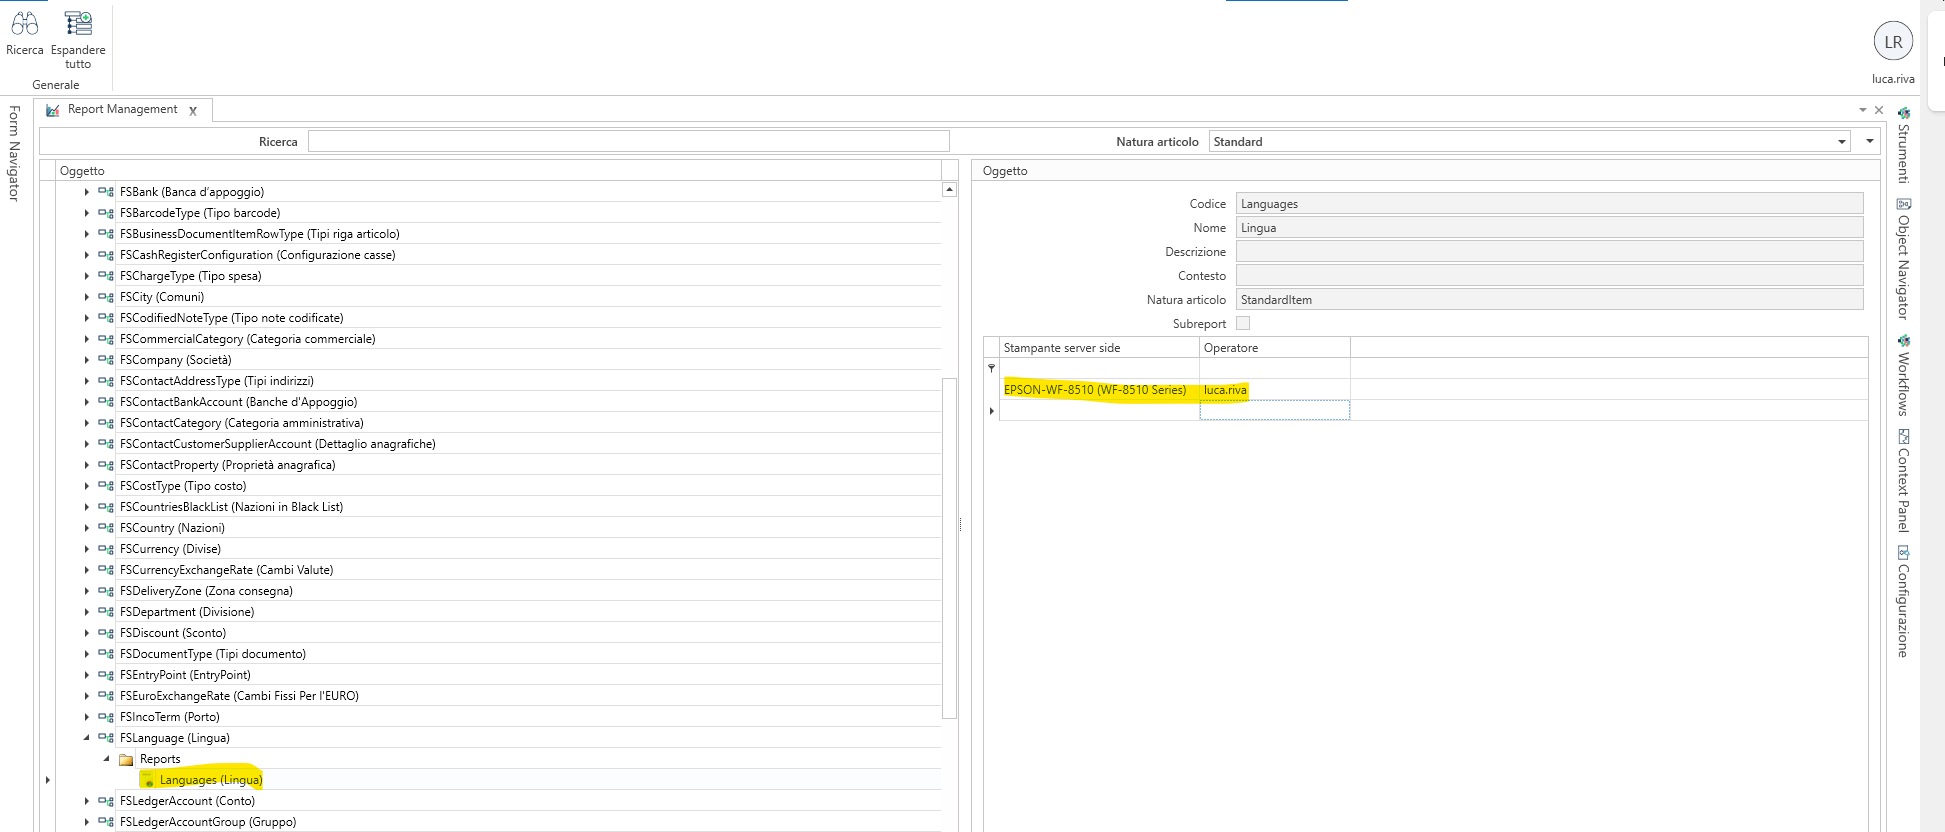 Ricerca
Espandere tutto
Generale
LR
luca.riva
Form Navigator
Report Management x
Ricerca
Natura articolo Standard
Oggetto
FSBank (Banca d'appoggio)
FSBarcodeType (Tipo barcode)
FSBusinessDocumentItemRowType (Tipi riga articolo)
FSCashRegisterConfiguration (Configurazione casse)
FSChargeType (Tipo spesa)
FSCity (Comuni)
FSCodifiedNoteType (Tipo note codificate)
FSCommercialCategory (Categoria commerciale)
FSCompany (Società)
FSContactAddressType (Tipi indirizzi)
FSContactBankAccount (Banche d'Appoggio)
FSContactCategory (Categoria amministrativa)
FSContactCustomerSupplierAccount (Dettaglio anagrafiche)
FSContactProperty (Proprietà anagrafica)
FSCostType (Tipo costo)
FSCountriesBlackList (Nazioni in Black List)
FSCountry (Nazioni)
FSCurrency (Divise)
FSCurrencyExchangeRate (Cambi Valute)
FSDeliveryZone (Zona consegna)
FSDepartment (Divisione)
FSDiscount (Sconto)
FSDocumentType (Tipi documento)
FSEntryPoint (EntryPoint)
FSEuroExchangeRate (Cambi Fissi Per l'EURO)
FSIncoTerm (Porto)
FSLanguage (Lingua)
Reports
Languages (Lingua)
FSLedgerAccount (Conto)
FSLedgerAccountGroup (Gruppo)
Oggetto
Codice Languages
Nome Lingua
Descrizione
Contesto
Natura articolo StandardItem
Subreport
Stampante server side Operatore
EPSON-WF-8510 (WF-8510 Series) luca.riva
Strumenti
Object Navigator
Workflows
Context Panel
Configurazione